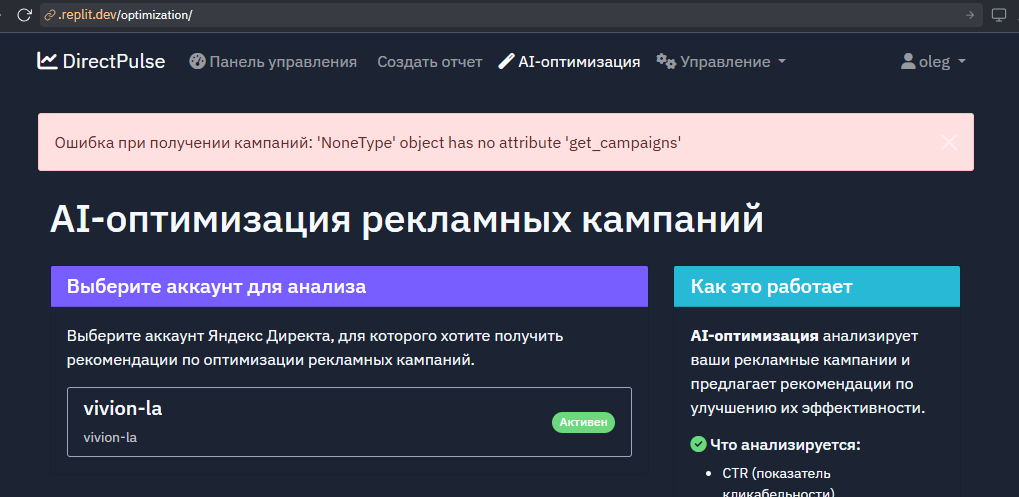 .replit.dev/optimization/
DirectPulse Панель управления Создать отчет AI-оптимизация Управление oleg
Ошибка при получении кампаний: 'NoneType' object has no attribute 'get_campaigns'
AI-оптимизация рекламных кампаний
Выберите аккаунт для анализа
Выберите аккаунт Яндекс Директа, для которого хотите получить
рекомендации по оптимизации рекламных кампаний.
vivion-la
vivion-la
Активен
Как это работает
AI-оптимизация анализирует
ваши рекламные кампании и
предлагает рекомендации по
улучшению их эффективности.
Что анализируется:
CTR (показатель
кликабельности)